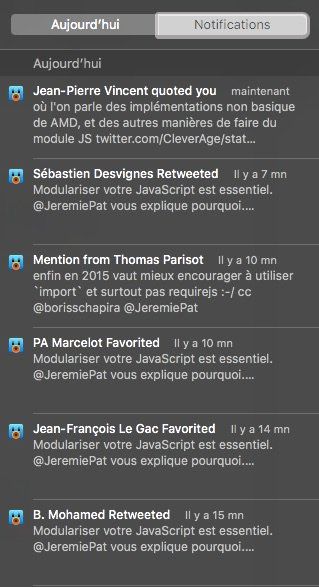 Aujourd'hui
Notifications
Aujourd'hui
Jean-Pierre Vincent quoted you maintenant
où l'on parle des implémentations non basique
de AMD, et des autres manières de faire du
module JS twitter.com/CleverAge/stat…
Sébastien Desvignes Retweeted Il y a 7 mn
Modulariser votre JavaScript est essentiel.
@JeremiePat vous explique pourquoi.…
Mention from Thomas Parisot Il y a 10 mn
enfin en 2015 vaut mieux encourager à utiliser
`import` et surtout pas requirejs :-/ cc
@borisschapira @JeremiePat
PA Marcelot Favorited Il y a 10 mn
Modulariser votre JavaScript est essentiel.
@JeremiePat vous explique pourquoi.…
Jean-François Le Gac Favorited Il y a 14 mn
Modulariser votre JavaScript est essentiel.
@JeremiePat vous explique pourquoi.…
B. Mohamed Retweeted Il y a 15 mn
Modulariser votre JavaScript est essentiel.
@JeremiePat vous explique pourquoi.…